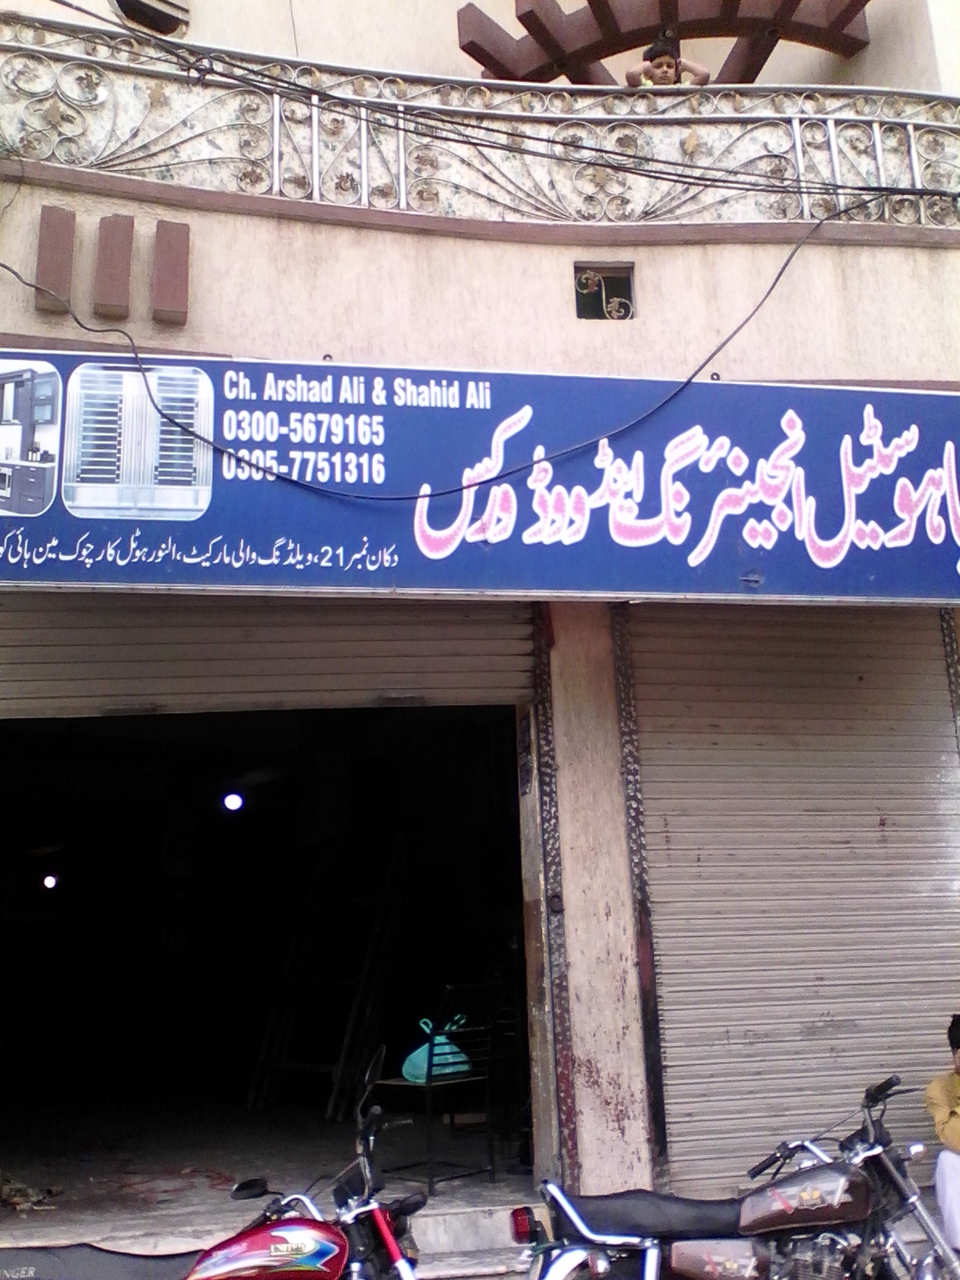 Ch. Arshad Ali & Shahid Ali
0300-5679165
0305-7751316
سٹیل انجینئرنگ اینڈ ووڈ ورکس
دکان نمبر 21، ویلڈنگ والی مارکیٹ، النور ہوٹل کار چوک مین ہائی